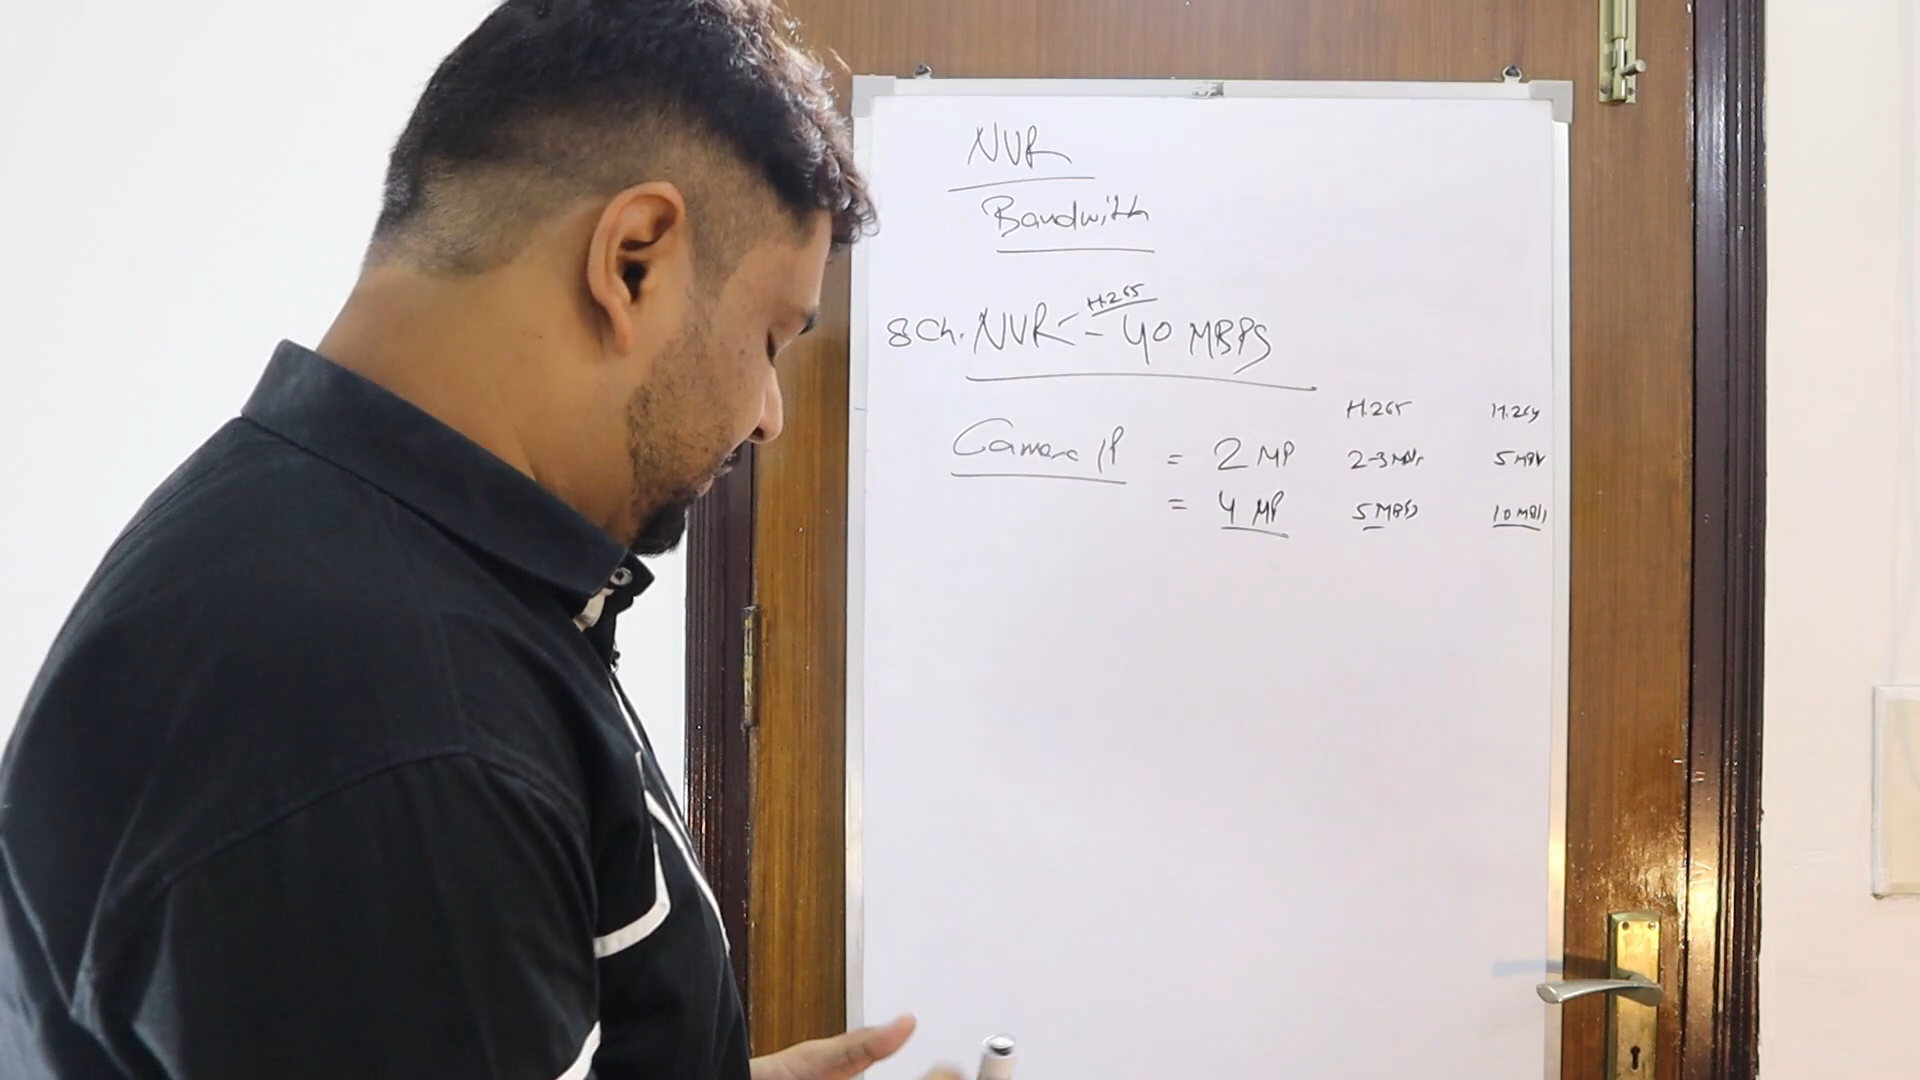 NVR
Bandwith
H.265
8Ch. NVR - 40 MBPS
H.265 H.264
Camera IP = 2 MP 2-3 MBPS 5 MBPS
= 4 MP 5 MBPS 10 MBPS